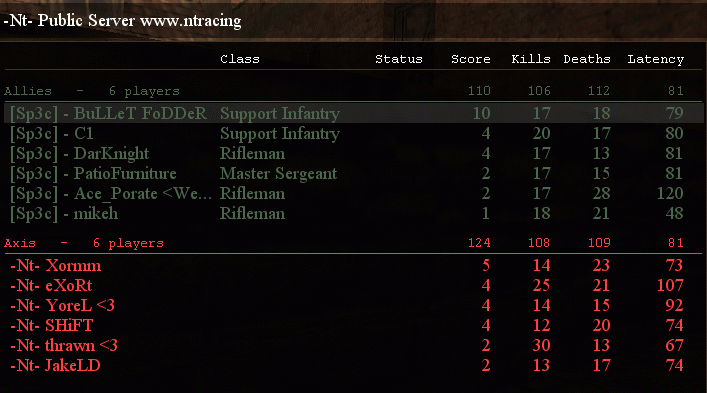 -Nt- Public Server www.ntracing
Class Status Score Kills Deaths Latency
Allies - 6 players 110 106 112 81
[Sp3c] - BuLLeT FoDDeR Support Infantry 10 17 18 79
[Sp3c] - C1 Support Infantry 4 20 17 80
[Sp3c] - DarKnight Rifleman 4 17 13 81
[Sp3c] - PatioFurniture Master Sergeant 2 17 15 81
[Sp3c] - Ace_Porate <We... Rifleman 2 17 28 120
[Sp3c] - mikeh Rifleman 1 18 21 48
Axis - 6 players 124 108 109 81
-Nt- Xormm 5 14 23 73
-Nt- eXoRt 4 25 21 107
-Nt- YoreL <3 4 14 15 92
-Nt- SHiFT 4 12 20 74
-Nt- thrawn <3 2 30 13 67
-Nt- JakeLD 2 13 17 74